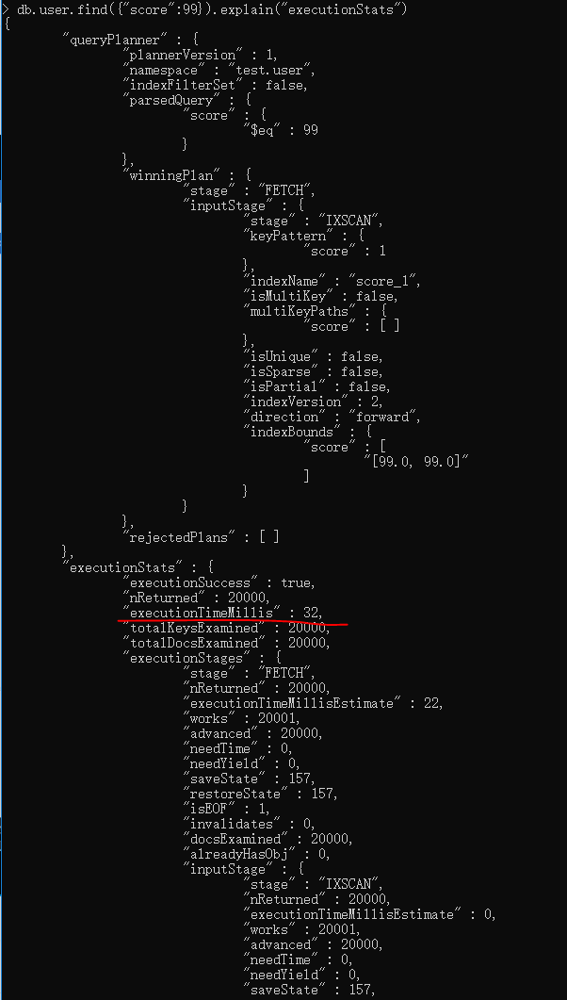 > db.user.find({"score":99}).explain("executionStats")
{
"queryPlanner" : {
"plannerVersion" : 1,
"namespace" : "test.user",
"indexFilterSet" : false,
"parsedQuery" : {
"score" : {
"$eq" : 99
}
},
"winningPlan" : {
"stage" : "FETCH",
"inputStage" : {
"stage" : "IXSCAN",
"keyPattern" : {
"score" : 1
},
"indexName" : "score_1",
"isMultiKey" : false,
"multiKeyPaths" : {
"score" : [ ]
},
"isUnique" : false,
"isSparse" : false,
"isPartial" : false,
"indexVersion" : 2,
"direction" : "forward",
"indexBounds" : {
"score" : [
"[99.0, 99.0]"
]
}
}
},
"rejectedPlans" : [ ]
},
"executionStats" : {
"executionSuccess" : true,
"nReturned" : 20000,
"executionTimeMillis" : 32,
"totalKeysExamined" : 20000,
"totalDocsExamined" : 20000,
"executionStages" : {
"stage" : "FETCH",
"nReturned" : 20000,
"executionTimeMillisEstimate" : 22,
"works" : 20001,
"advanced" : 20000,
"needTime" : 0,
"needYield" : 0,
"saveState" : 157,
"restoreState" : 157,
"isEOF" : 1,
"invalidates" : 0,
"docsExamined" : 20000,
"alreadyHasObj" : 0,
"inputStage" : {
"stage" : "IXSCAN",
"nReturned" : 20000,
"executionTimeMillisEstimate" : 0,
"works" : 20001,
"advanced" : 20000,
"needTime" : 0,
"needYield" : 0,
"saveState" : 157,